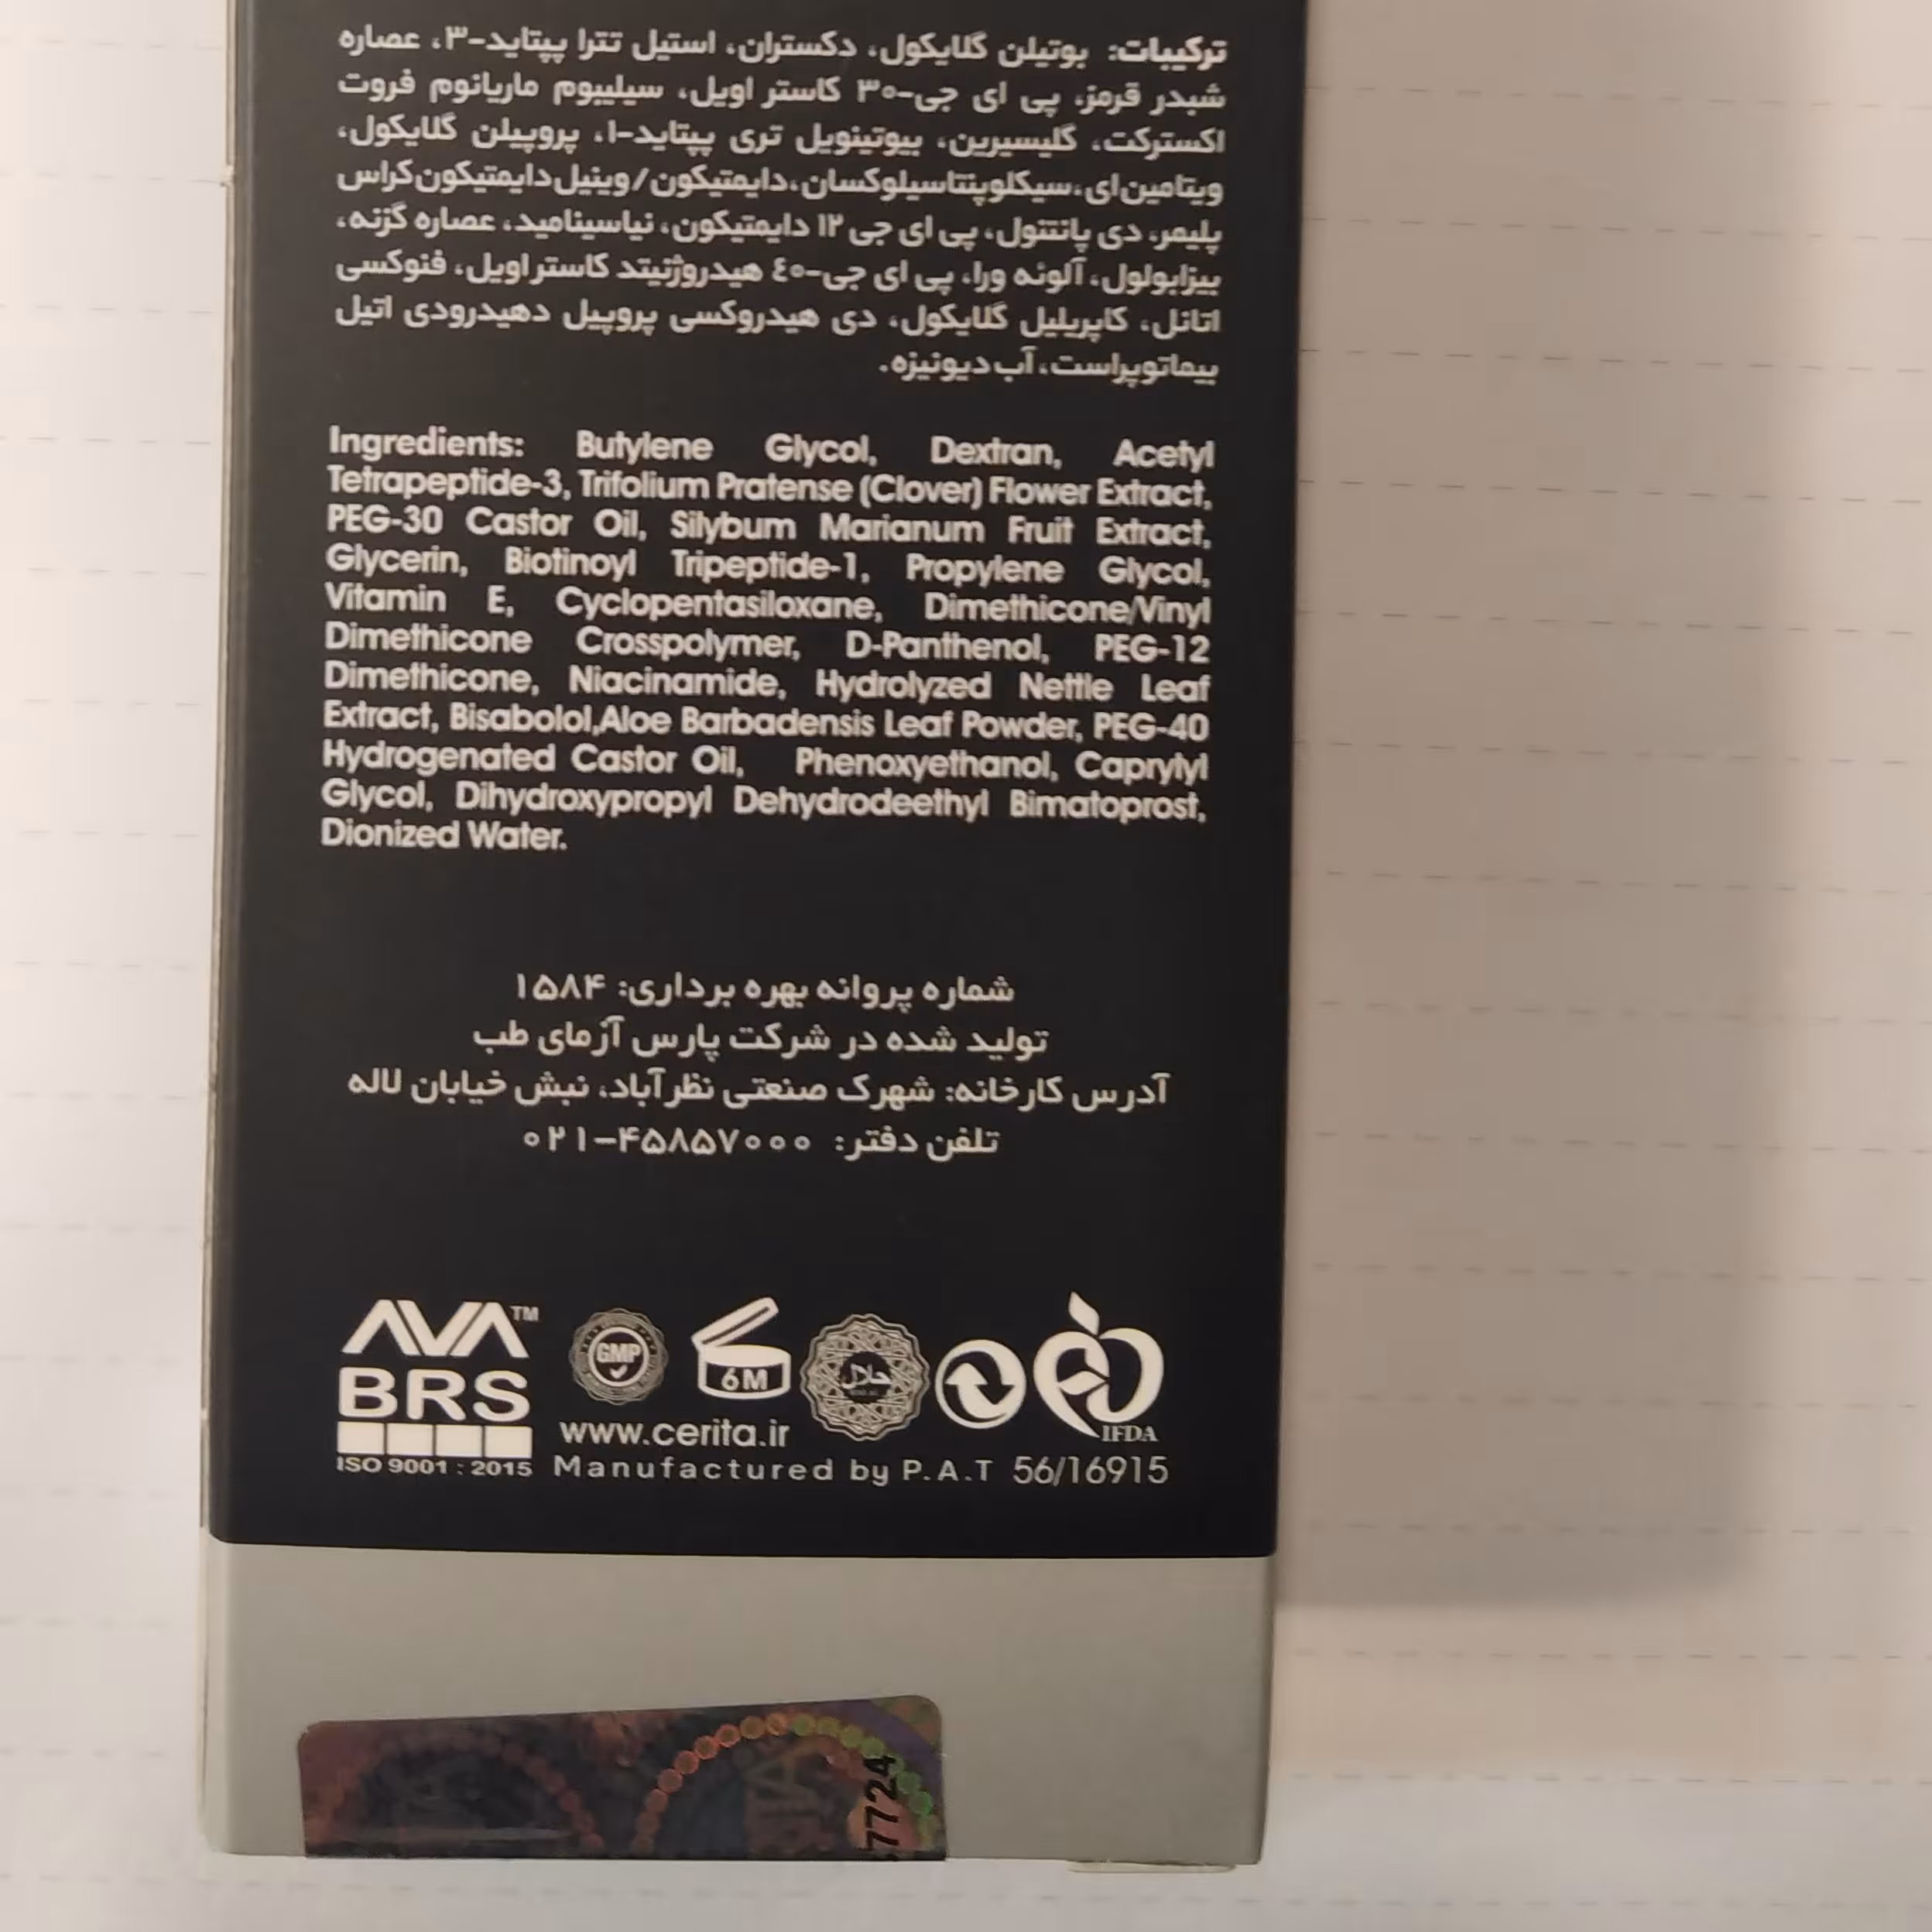 ترکیبات: بوتیلن گلایکول، دکستران، استیل تترا پپتاید-۳، عصاره
شبدر قرمز، پی ای جی-۳۰ کاستر اویل، سیلیبوم ماریانوم فروت
اکسترکت، گلیسیرین، بیوتینویل تری پپتاید-۱، پروپیلن گلایکول،
ویتامین ای، سیکلوپنتاسیلوکسان، دایمتیکون/وینیل دایمتیکون کراس
پلیمر، دی پانتنول، پی ای جی ۱۲ دایمتیکون، نیاسینامید، عصاره گزنه،
بیزابولول، آلوئه ورا، پی ای جی-٤۰ هیدروژنیتد کاستر اویل، فنوکسی
اتانل، کاپریلیل گلایکول، دی هیدروکسی پروپیل دهیدرودی اتیل
بیماتوپراست، آب دیونیزه.
Ingredients: Butylene Glycol, Dextran, Acetyl
Tetrapeptide-3, Trifolium Pratense (Clover) Flower Extract,
PEG-30 Castor Oil, Silybum Marianum Fruit Extract,
Glycerin, Biotinoyl Tripeptide-1, Propylene Glycol,
Vitamin E, Cyclopentasiloxane, Dimethicone/Vinyl
Dimethicone Crosspolymer, D-Panthenol, PEG-12
Dimethicone, Niacinamide, Hydrolyzed Nettle Leaf
Extract, Bisabolol,Aloe Barbadensis Leaf Powder, PEG-40
Hydrogenated Castor Oil, Phenoxyethanol, Caprylyl
Glycol, Dihydroxypropyl Dehydrodeethyl Bimatoprost,
Dionized Water.
شماره پروانه بهره برداری: ۱۵۸۴
تولید شده در شرکت پارس آزمای طب
آدرس کارخانه: شهرک صنعتی نظرآباد، نبش خیابان لاله
تلفن دفتر: ۰۲۱-۴۵۸۵۷۰۰۰
AVA™
BRS
ISO 9001 : 2015
GMP
6M
حلال
IFDA
www.cerita.ir
Manufactured by P.A.T 56/16915
7724